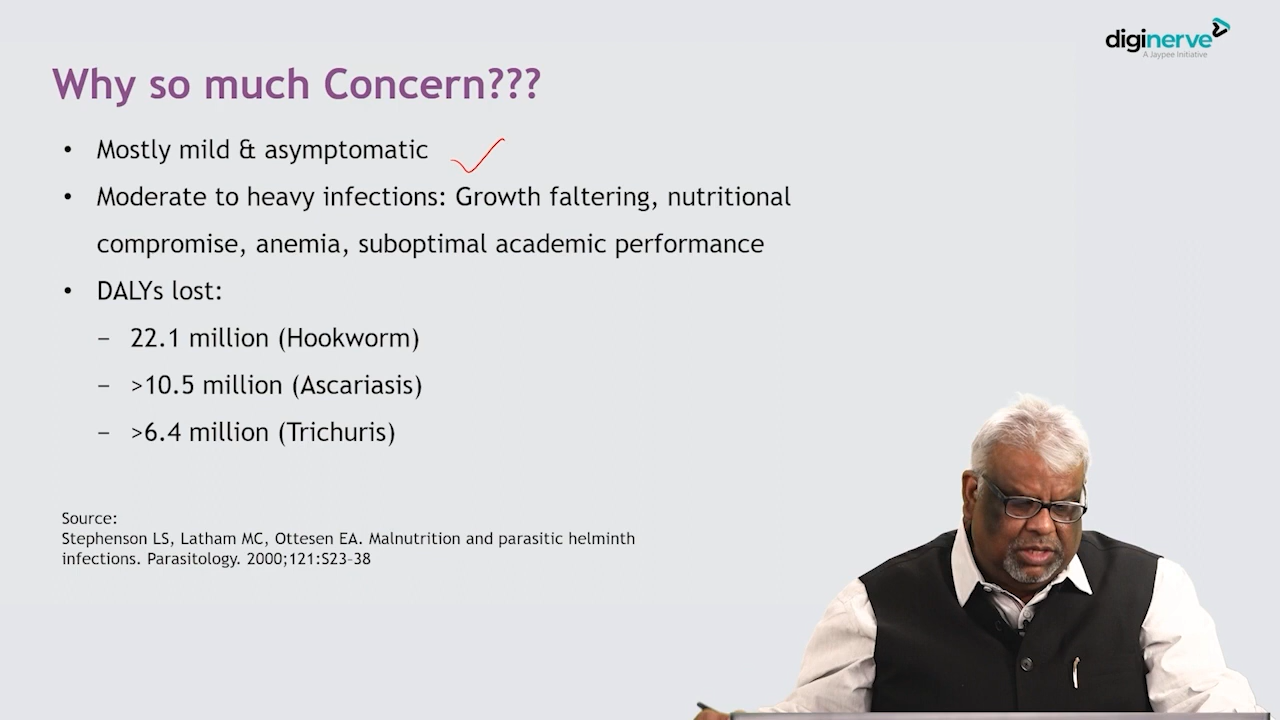 diginerve
A Jaypee Initiative
Why so much Concern???
• Mostly mild & asymptomatic
• Moderate to heavy infections: Growth faltering, nutritional
compromise, anemia, suboptimal academic performance
• DALYs lost:
– 22.1 million (Hookworm)
– >10.5 million (Ascariasis)
– >6.4 million (Trichuris)
Source:
Stephenson LS, Latham MC, Ottesen EA. Malnutrition and parasitic helminth
infections. Parasitology. 2000;121:S23–38